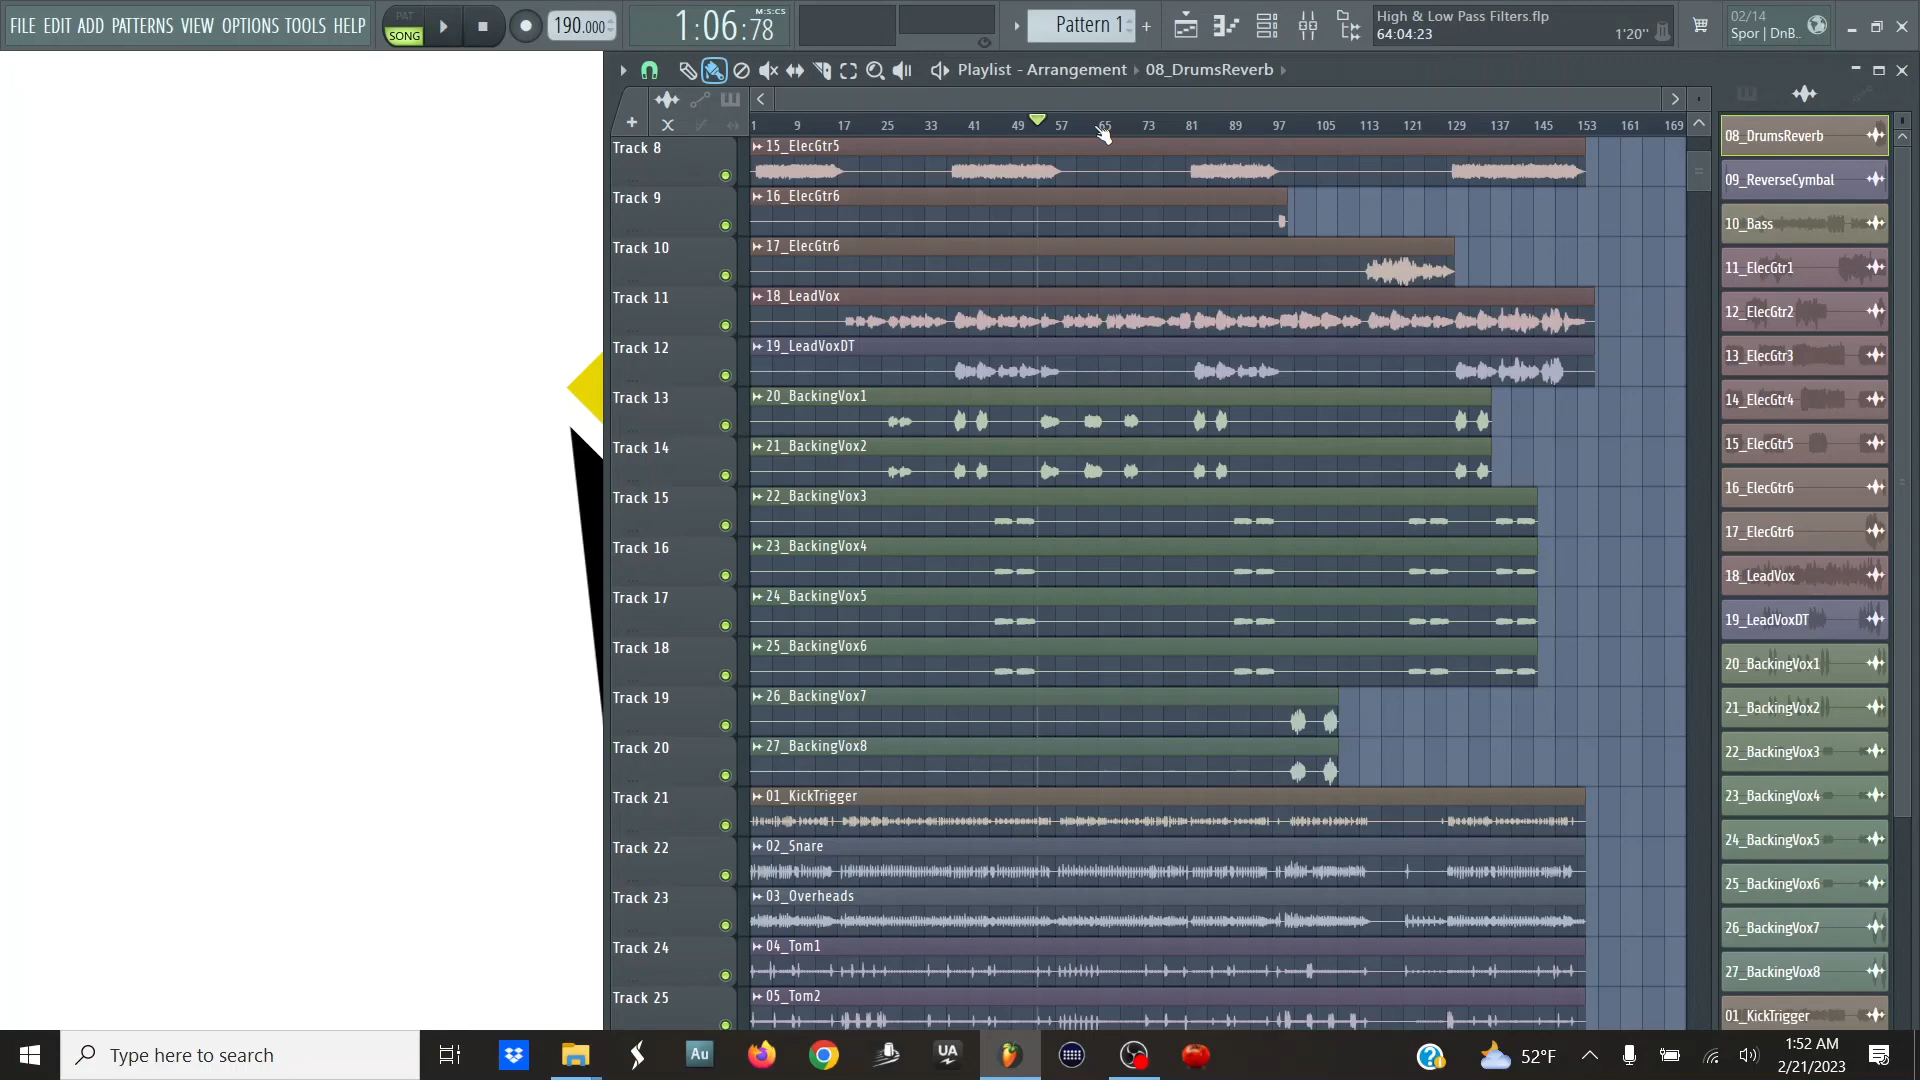 FILE EDIT ADD PATTERNS VIEW OPTIONS TOOLS HELP
PAT
SONG
190.000
M:S:CS
1:06:78
Pattern 1
High & Low Pass Filters.flp
64:04:23
1'20"
02/14
Spor | DnB..
Playlist - Arrangement
08_DrumsReverb
1 9 17 25 33 41 49 57 65 73 81 89 97 105 113 121 129 137 145 153 161 169
Track 8
15_ElecGtr5
Track 9
16_ElecGtr6
Track 10
17_ElecGtr6
Track 11
18_LeadVox
Track 12
19_LeadVoxDT
Track 13
20_BackingVox1
Track 14
21_BackingVox2
Track 15
22_BackingVox3
Track 16
23_BackingVox4
Track 17
24_BackingVox5
Track 18
25_BackingVox6
Track 19
26_BackingVox7
Track 20
27_BackingVox8
Track 21
01_KickTrigger
Track 22
02_Snare
Track 23
03_Overheads
Track 24
04_Tom1
Track 25
05_Tom2
08_DrumsReverb
09_ReverseCymbal
10_Bass
11_ElecGtr1
12_ElecGtr2
13_ElecGtr3
14_ElecGtr4
15_ElecGtr5
16_ElecGtr6
17_ElecGtr6
18_LeadVox
19_LeadVoxDT
20_BackingVox1
21_BackingVox2
22_BackingVox3
23_BackingVox4
24_BackingVox5
25_BackingVox6
26_BackingVox7
27_BackingVox8
01_KickTrigger
Type here to search
Au
UA
52°F
1:52 AM
2/21/2023